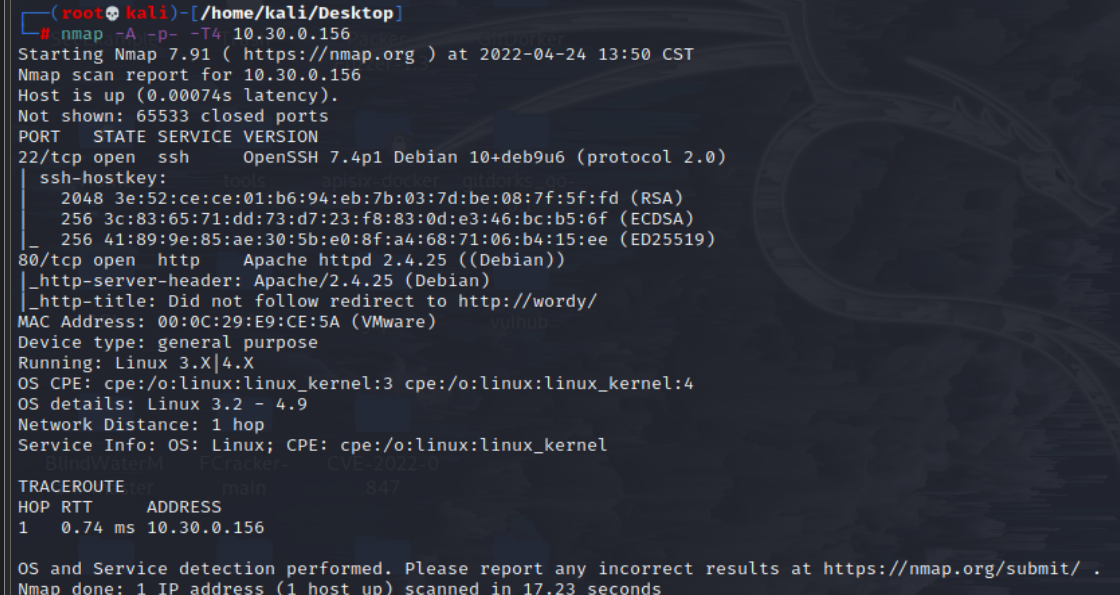 ┌──(root💀kali)-[/home/kali/Desktop]
└─# nmap -A -p- -T4 10.30.0.156
Starting Nmap 7.91 ( https://nmap.org ) at 2022-04-24 13:50 CST
Nmap scan report for 10.30.0.156
Host is up (0.00074s latency).
Not shown: 65533 closed ports
PORT   STATE SERVICE VERSION
22/tcp open  ssh     OpenSSH 7.4p1 Debian 10+deb9u6 (protocol 2.0)
| ssh-hostkey:
|   2048 3e:52:ce:ce:01:b6:94:eb:7b:03:7d:be:08:7f:5f:fd (RSA)
|   256 3c:83:65:71:dd:73:d7:23:f8:83:0d:e3:46:bc:b5:6f (ECDSA)
|_  256 41:89:9e:85:ae:30:5b:e0:8f:a4:68:71:06:b4:15:ee (ED25519)
80/tcp open  http    Apache httpd 2.4.25 ((Debian))
|_http-server-header: Apache/2.4.25 (Debian)
|_http-title: Did not follow redirect to http://wordy/
MAC Address: 00:0C:29:E9:CE:5A (VMware)
Device type: general purpose
Running: Linux 3.X|4.X
OS CPE: cpe:/o:linux:linux_kernel:3 cpe:/o:linux:linux_kernel:4
OS details: Linux 3.2 - 4.9
Network Distance: 1 hop
Service Info: OS: Linux; CPE: cpe:/o:linux:linux_kernel
TRACEROUTE
HOP RTT     ADDRESS
1   0.74 ms 10.30.0.156
OS and Service detection performed. Please report any incorrect results at https://nmap.org/submit/ .
Nmap done: 1 IP address (1 host up) scanned in 17.23 seconds
tools
apisix-docker
vulhub
BlindWaterM
FCracker-
main
CVE-2022-0
847